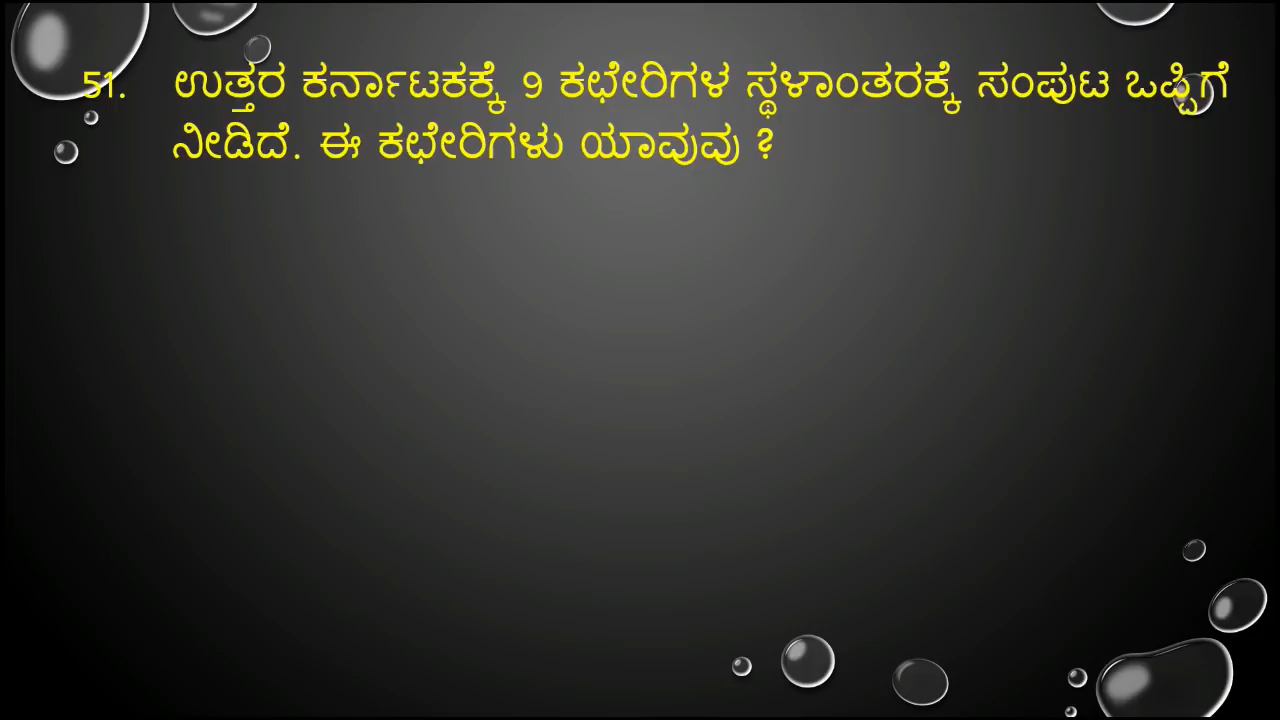 51. ಉತ್ತರ ಕರ್ನಾಟಕಕ್ಕೆ 9 ಕಛೇರಿಗಳ ಸ್ಥಳಾಂತರಕ್ಕೆ ಸಂಪುಟ ಒಪ್ಪಿಗೆ
ನೀಡಿದೆ. ಈ ಕಛೇರಿಗಳು ಯಾವುವು ?